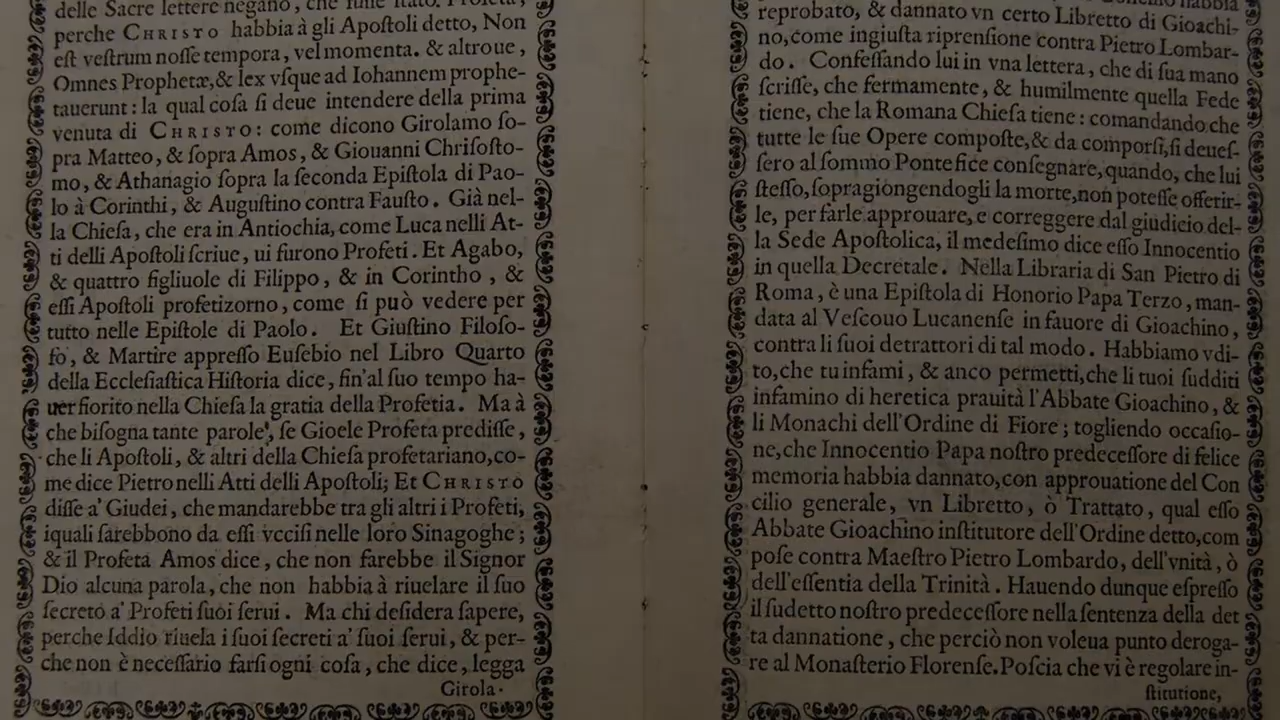 delle Sacre lettere negano, che fuſſe ſtato Profeta,
perche CHRISTO habbia à gli Apoſtoli detto, Non
eſt veſtrum noſſe tempora, vel momenta. & altroue,
Omnes Prophetæ, & lex vſque ad Iohannem prophe-
tauerunt: la qual coſa ſi deue intendere della prima
venuta di CHRISTO: come dicono Girolamo ſo-
pra Matteo, & ſopra Amos, & Giouanni Chriſoſto-
mo, & Athanagio ſopra la ſeconda Epiſtola di Pao-
lo à Corinthi, & Auguſtino contra Fauſto. Già nel-
la Chieſa, che era in Antiochia, come Luca nelli At-
ti delli Apoſtoli ſcriue, ui furono Profeti. Et Agabo,
& quattro figliuole di Filippo, & in Corintho, &
eſſi Apoſtoli profetizorno, come ſi può vedere per
tutto nelle Epiſtole di Paolo. Et Giuſtino Filoſo-
fo, & Martire appreſſo Euſebio nel Libro Quarto
della Eccleſiaſtica Hiſtoria dice, fin'al ſuo tempo ha-
uer fiorito nella Chieſa la gratia della Profetia. Ma à
che biſogna tante parole, ſe Gioele Profeta prediſſe,
che li Apoſtoli, & altri della Chieſa profetariano, co-
me dice Pietro nelli Atti delli Apoſtoli; Et CHRISTO
diſſe a' Giudei, che mandarebbe tra gli altri i Profeti,
iquali ſarebbono da eſſi vcciſi nelle loro Sinagoghe;
& il Profeta Amos dice, che non farebbe il Signor
Dio alcuna parola, che non habbia à riuelare il ſuo
ſecreto a' Profeti ſuoi ſerui. Ma chi deſidera ſapere,
perche Iddio riuela i ſuoi ſecreti a' ſuoi ſerui, & per-
che non è neceſſario farſi ogni coſa, che dice, legga
Girola-
habbia
reprobato, & dannato vn certo Libretto di Gioachi-
no, come ingiuſta riprenſione contra Pietro Lombar-
do. Confeſſando lui in vna lettera, che di ſua mano
ſcriſſe, che fermamente, & humilmente quella Fede
tiene, che la Romana Chieſa tiene: comandando che
tutte le ſue Opere compoſte, & da comporſi, ſi deueſ-
ſero al ſommo Pontefice conſegnare, quando, che lui
ſteſſo, ſopragiongendogli la morte, non poteſſe offerir-
le, per farle approuare, e correggere dal giudicio del-
la Sede Apoſtolica, il medeſimo dice eſſo Innocentio
in quella Decretale. Nella Libraria di San Pietro di
Roma, è una Epiſtola di Honorio Papa Terzo, man-
data al Veſcouo Lucanenſe in fauore di Gioachino,
contra li ſuoi detrattori di tal modo. Habbiamo vdi-
to, che tu infami, & anco permetti, che li tuoi ſudditi
infamino di heretica prauità l'Abbate Gioachino, &
li Monachi dell'Ordine di Fiore; togliendo occaſio-
ne, che Innocentio Papa noſtro predeceſſore di felice
memoria habbia dannato, con approuatione del Con
cilio generale, vn Libretto, ò Trattato, qual eſſo
Abbate Gioachino inſtitutore dell'Ordine detto, com
poſe contra Maeſtro Pietro Lombardo, dell'vnità, ò
dell'eſſentia della Trinità. Hauendo dunque eſpreſſo
il ſudetto noſtro predeceſſore nella ſentenza della det
ta dannatione, che perciò non voleua punto deroga-
re al Monaſterio Florenſe. Poſcia che vi è regolare in-
ſtitutione,